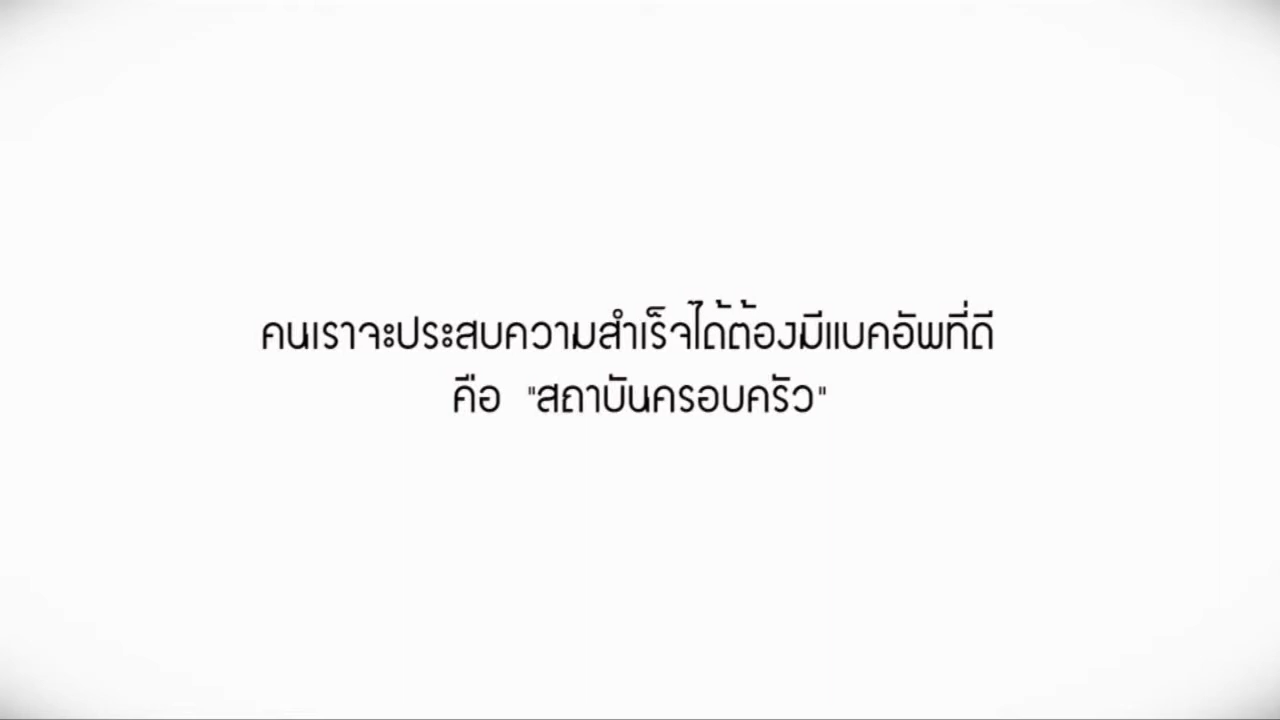 คนเราจะประสบความสำเร็จได้ต้องมีแบคอัพที่ดี
คือ "สถาบันครอบครัว"